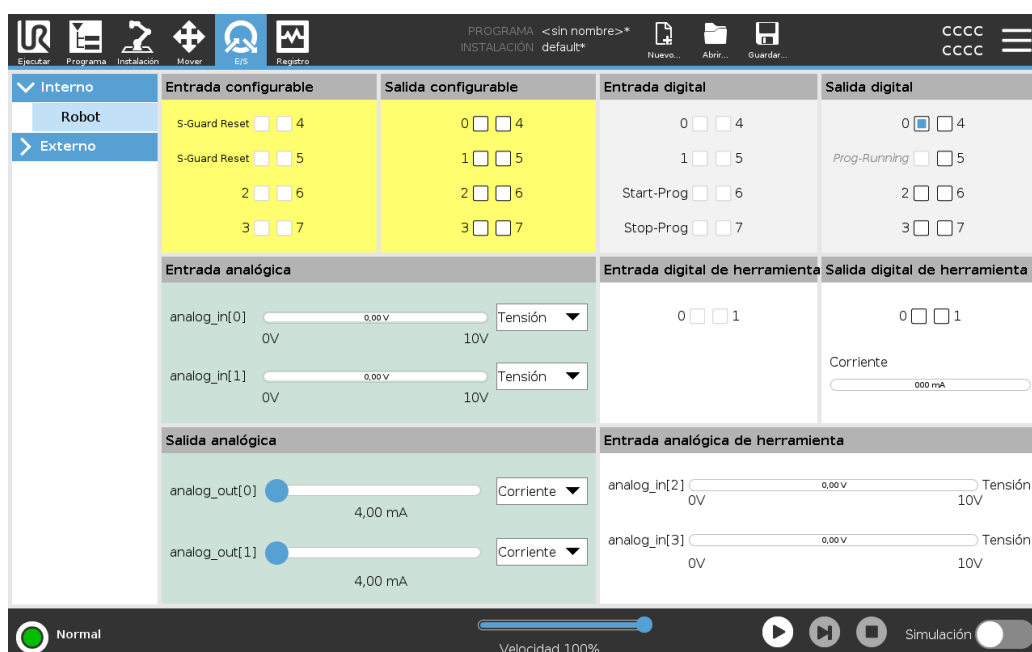 PROGRAMA <sin nombre>*
INSTALACIÓN default*
CCCC
CCCC
Ejecutar Programa Instalación Mover E/S Registro Nuevo... Abrir... Guardar...
Interno
Robot
Externo
Entrada configurable
S-Guard Reset 4
S-Guard Reset 5
2 6
3 7
Salida configurable
0 4
1 5
2 6
3 7
Entrada digital
0 4
1 5
Start-Prog 6
Stop-Prog 7
Salida digital
0 4
Prog-Running 5
2 6
3 7
Entrada analógica
analog_in[0] 0,00 V Tensión
0V 10V
analog_in[1] 0,00 V Tensión
0V 10V
Entrada digital de herramienta
0 1
Salida digital de herramienta
0 1
Corriente
000 mA
Salida analógica
analog_out[0] Corriente
4,00 mA
analog_out[1] Corriente
4,00 mA
Entrada analógica de herramienta
analog_in[2] 0,00 V Tensión
0V 10V
analog_in[3] 0,00 V Tensión
0V 10V
Normal
Velocidad 100%
Simulación